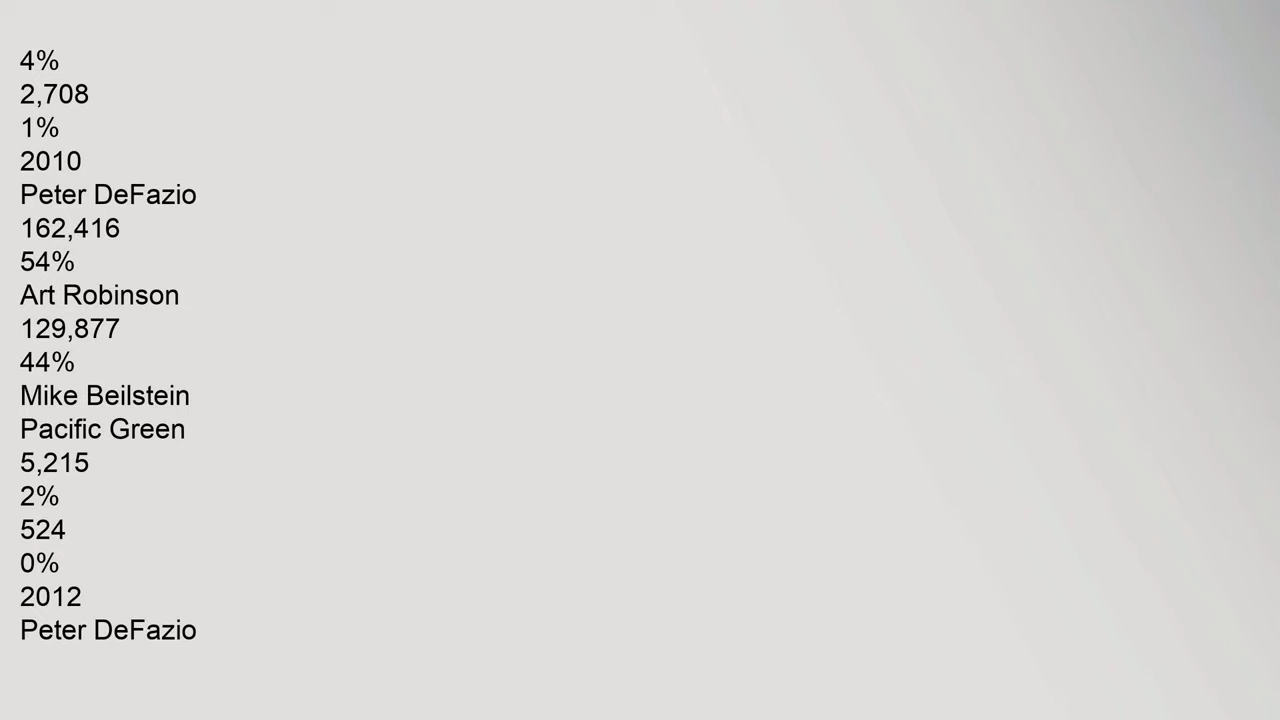 4%
2,708
1%
2010
Peter DeFazio
162,416
54%
Art Robinson
129,877
44%
Mike Beilstein
Pacific Green
5,215
2%
524
0%
2012
Peter DeFazio